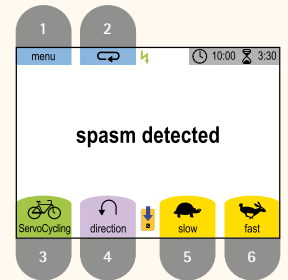 1 2
menu 10:00 3:30
spasm detected
ServoCycling direction slow fast
3 4 5 6